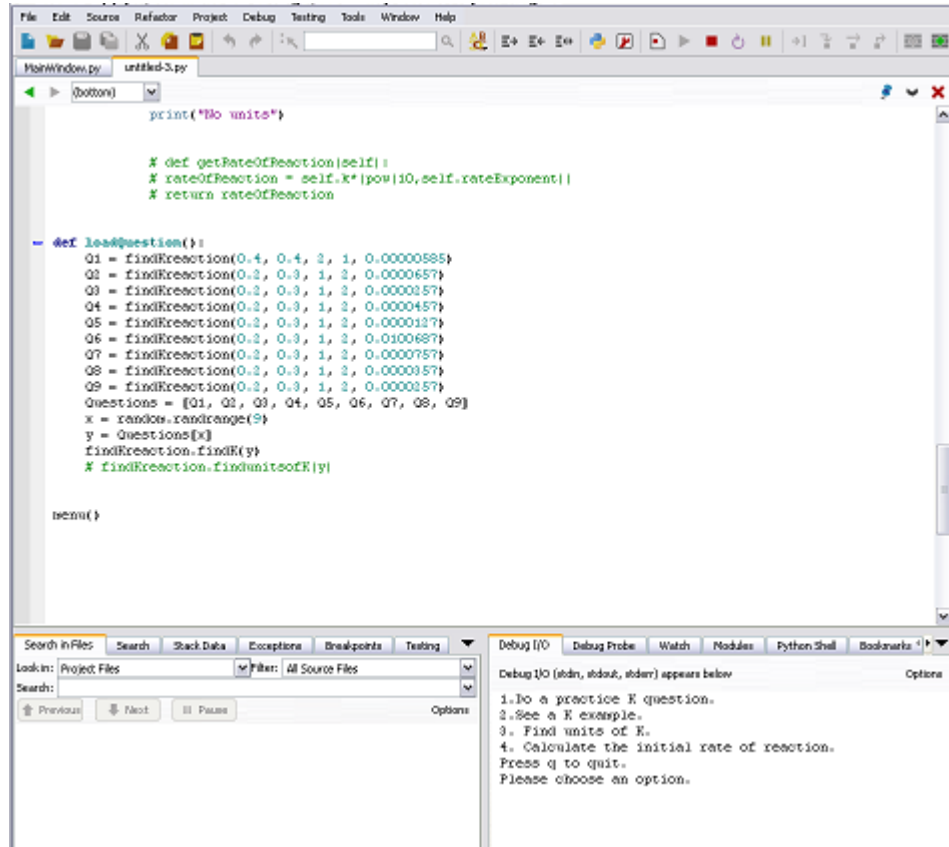 File Edit Source Refactor Project Debug Testing Tools Window Help
MainWindow.py untitled-3.py
(bottom)
print("No units")
# def getRateOfReaction(self):
# rateOfReaction = self.k*(pow(10,self.rateExponent))
# return rateOfReaction
def loadQuestion():
Q1 = findKreaction(0.4, 0.4, 2, 1, 0.00000585)
Q2 = findKreaction(0.2, 0.3, 1, 2, 0.0000657)
Q3 = findKreaction(0.2, 0.3, 1, 2, 0.0000257)
Q4 = findKreaction(0.2, 0.3, 1, 2, 0.0000457)
Q5 = findKreaction(0.2, 0.3, 1, 2, 0.0000127)
Q6 = findKreaction(0.2, 0.3, 1, 2, 0.0100687)
Q7 = findKreaction(0.2, 0.3, 1, 2, 0.0000757)
Q8 = findKreaction(0.2, 0.3, 1, 2, 0.0000357)
Q9 = findKreaction(0.2, 0.3, 1, 2, 0.0000257)
Questions = [Q1, Q2, Q3, Q4, Q5, Q6, Q7, Q8, Q9]
x = random.randrange(9)
y = Questions[x]
findKreaction.findK(y)
# findKreaction.findunitsofK(y)
menu()
Search in Files Search Stack Data Exceptions Breakpoints Testing
Look in: Project Files Filter: All Source Files
Search:
Previous Next Pause Options
Debug I/O Debug Probe Watch Modules Python Shell Bookmarks
Debug I/O (stdin, stdout, stderr) appears below Options
1.Do a practice K question.
2.See a K example.
3. Find units of K.
4. Calculate the initial rate of reaction.
Press q to quit.
Please choose an option.